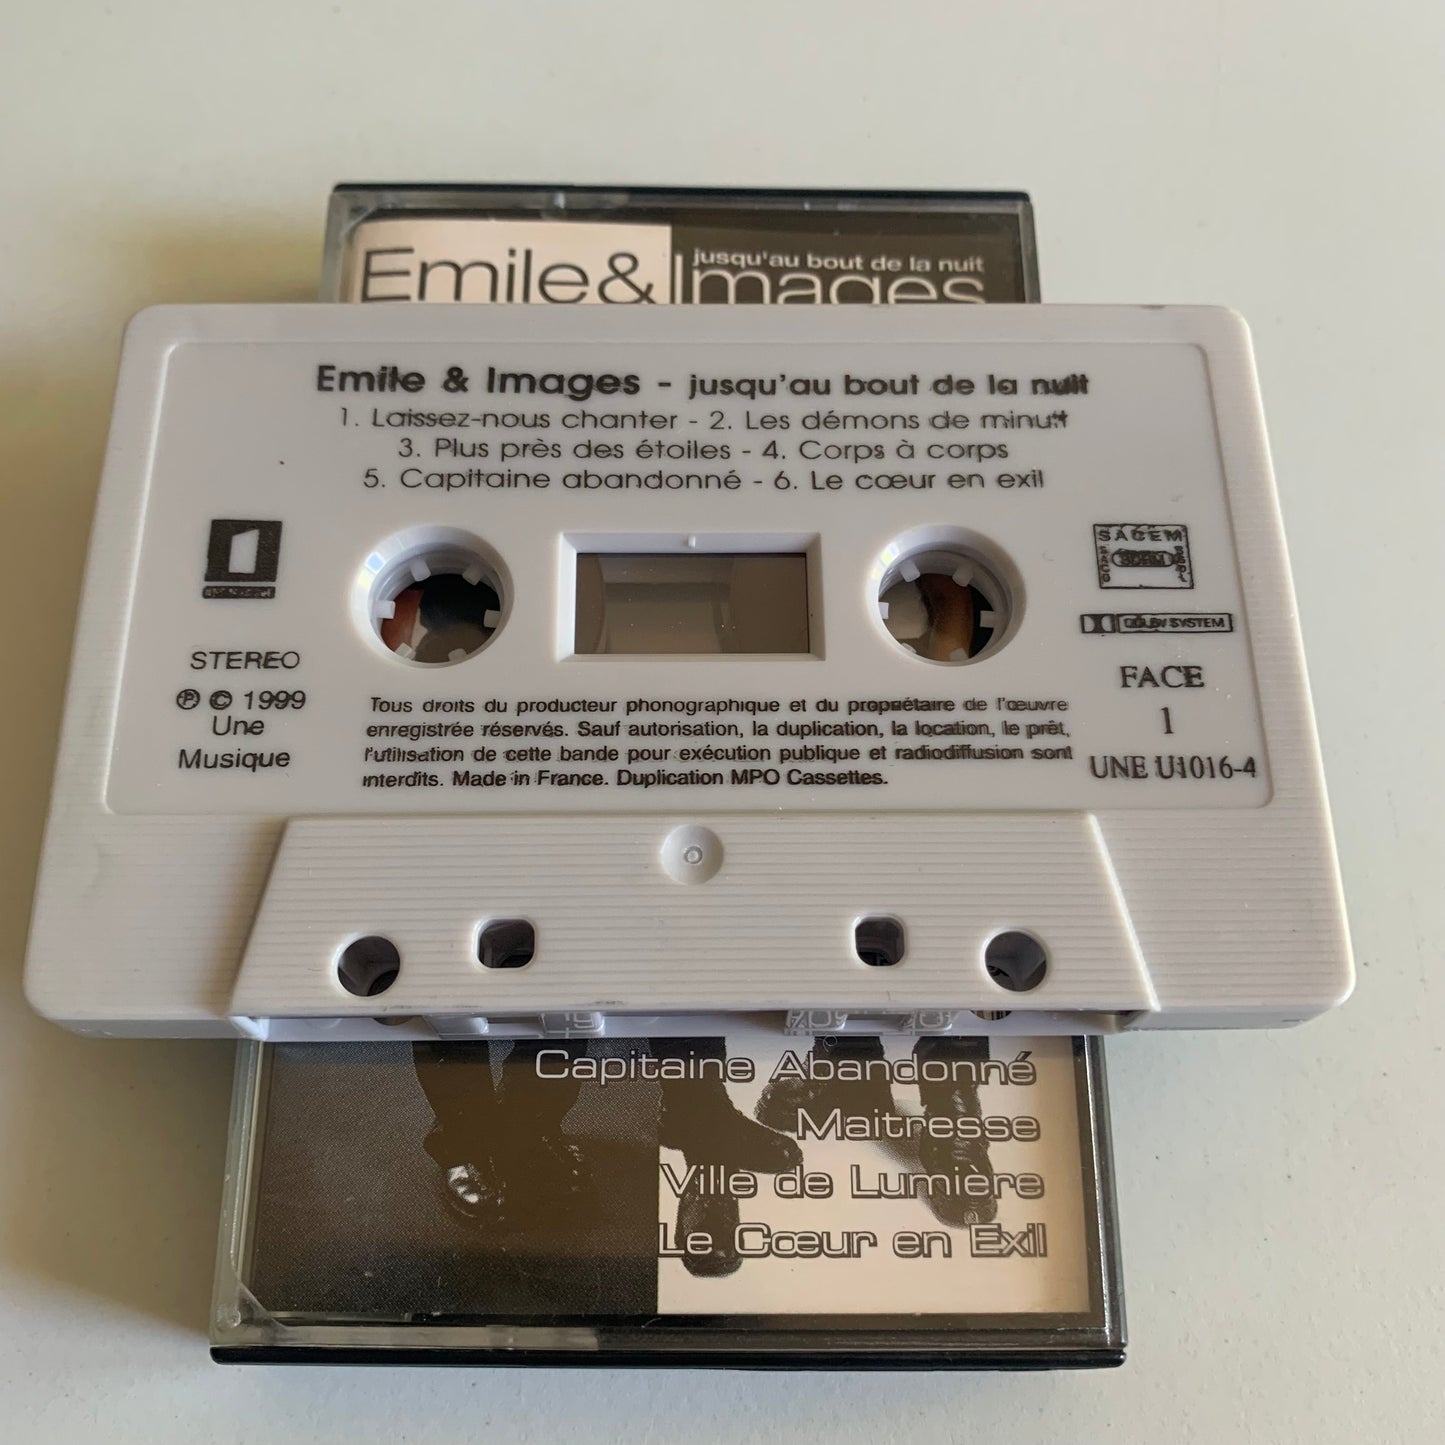 Emile & Images
jusqu'au bout de la nuit
Emile & Images - jusqu'au bout de la nuit
1. Laissez-nous chanter - 2. Les démons de minuit
3. Plus près des étoiles - 4. Corps à corps
5. Capitaine abandonné - 6. Le cœur en exil
1
STEREO
℗ © 1999
Une
Musique
SACEM
SACD SDRM SGDL
DOLBY SYSTEM
FACE
1
UNE U1016-4
Tous droits du producteur phonographique et du propriétaire de l'œuvre
enregistrée réservés. Sauf autorisation, la duplication, la location, le prêt,
l'utilisation de cette bande pour exécution publique et radiodiffusion sont
interdits. Made in France. Duplication MPO Cassettes.
Capitaine Abandonné
Maitresse
Ville de Lumière
Le Cœur en Exil